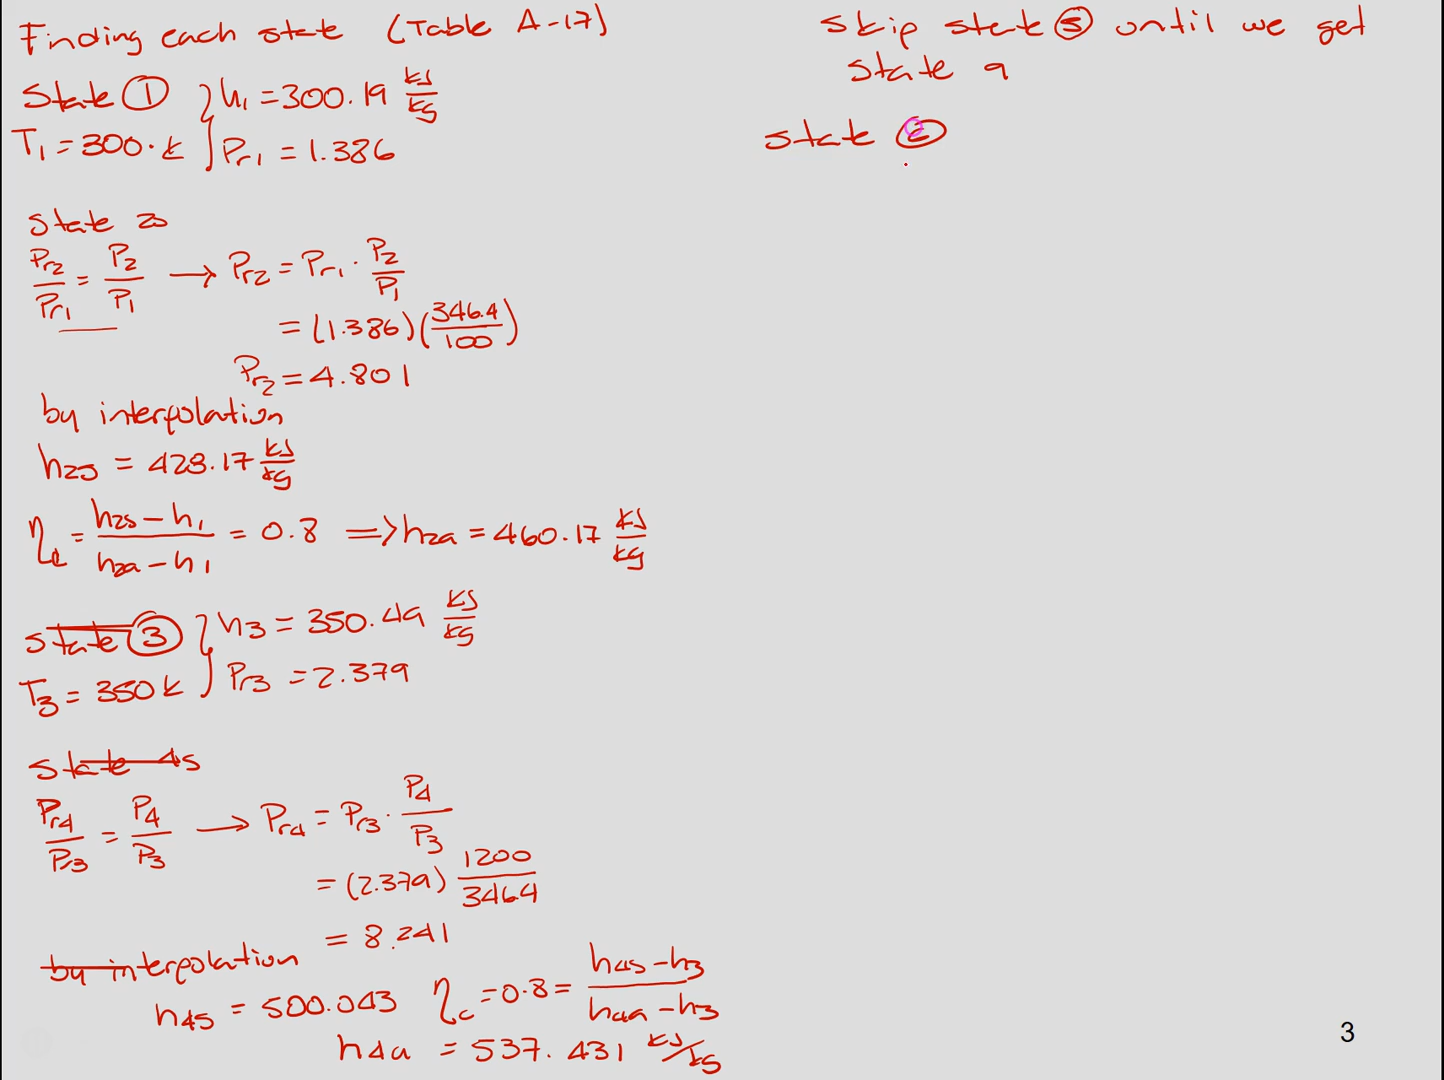 Finding each state (Table A-17)
State ① } h₁ = 300.19 kJ/kg
T₁ = 300.K } Pr₁ = 1.386
state 2s
Pr2/Pr1 = P2/P1 → Pr2 = Pr1 · P2/P1
= (1.386)(346.4/100)
Pr2 = 4.801
by interpolation
h2s = 428.17 kJ/kg
ηc = (h2s - h1)/(h2a - h1) = 0.8 ⇒ h2a = 460.17 kJ/kg
state ③ } h3 = 350.49 kJ/kg
T3 = 350K } Pr3 = 2.379
state 4s
Pr4/Pr3 = P4/P3 → Pr4 = Pr3 · P4/P3
= (2.379) 1200/346.4
= 8.241
by interpolation
h4s = 500.043 ηc = 0.8 = (h4s - h3)/(h4a - h3)
h4a = 537.431 kJ/kg
skip state ⑤ until we get
state 9
state ⑥
3